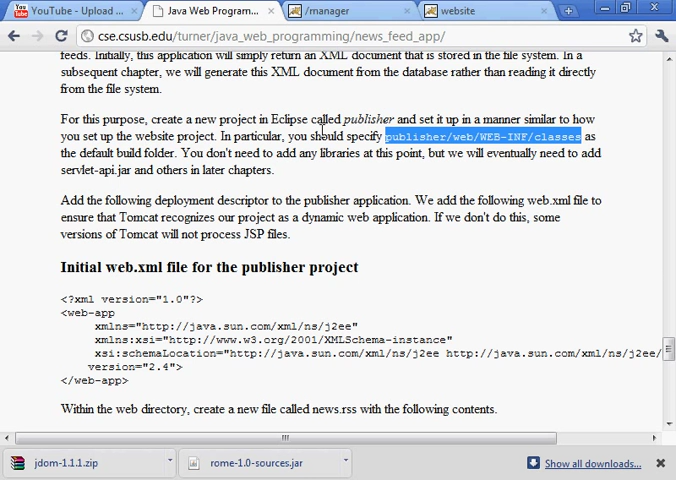 YouTube - Upload ...
Java Web Program...
/manager
website
cse.csusb.edu/turner/java_web_programming/news_feed_app/
feeds. Initially, this application will simply return an XML document that is stored in the file system. In a
subsequent chapter, we will generate this XML document from the database rather than reading it directly
from the file system.
For this purpose, create a new project in Eclipse called publisher and set it up in a manner similar to how
you set up the website project. In particular, you should specify publisher/web/WEB-INF/classes as
the default build folder. You don't need to add any libraries at this point, but we will eventually need to add
servlet-api.jar and others in later chapters.
Add the following deployment descriptor to the publisher application. We add the following web.xml file to
ensure that Tomcat recognizes our project as a dynamic web application. If we don't do this, some
versions of Tomcat will not process JSP files.
Initial web.xml file for the publisher project
<?xml version="1.0"?>
<web-app
xmlns="http://java.sun.com/xml/ns/j2ee"
xmlns:xsi="http://www.w3.org/2001/XMLSchema-instance"
xsi:schemaLocation="http://java.sun.com/xml/ns/j2ee http://java.sun.com/xml/ns/j2ee/
version="2.4">
</web-app>
Within the web directory, create a new file called news.rss with the following contents.
jdom-1.1.1.zip
rome-1.0-sources.jar
Show all downloads...